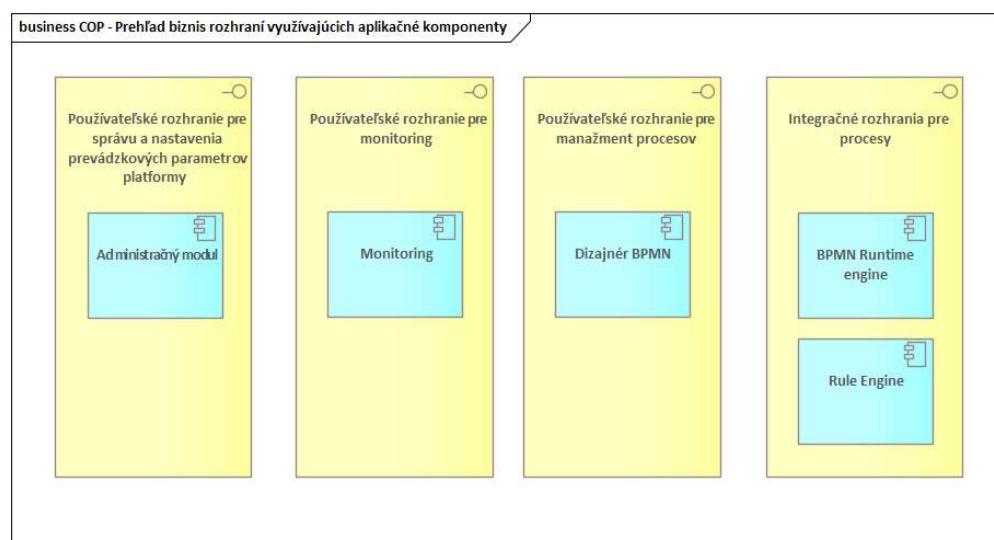 business COP - Prehľad biznis rozhraní využívajúcich aplikačné komponenty
Používateľské rozhranie pre
správu a nastavenia
prevádzkových parametrov
platformy
Administračný modul
Používateľské rozhranie pre
monitoring
Monitoring
Používateľské rozhranie pre
manažment procesov
Dizajnér BPMN
Integračné rozhrania pre
procesy
BPMN Runtime
engine
Rule Engine